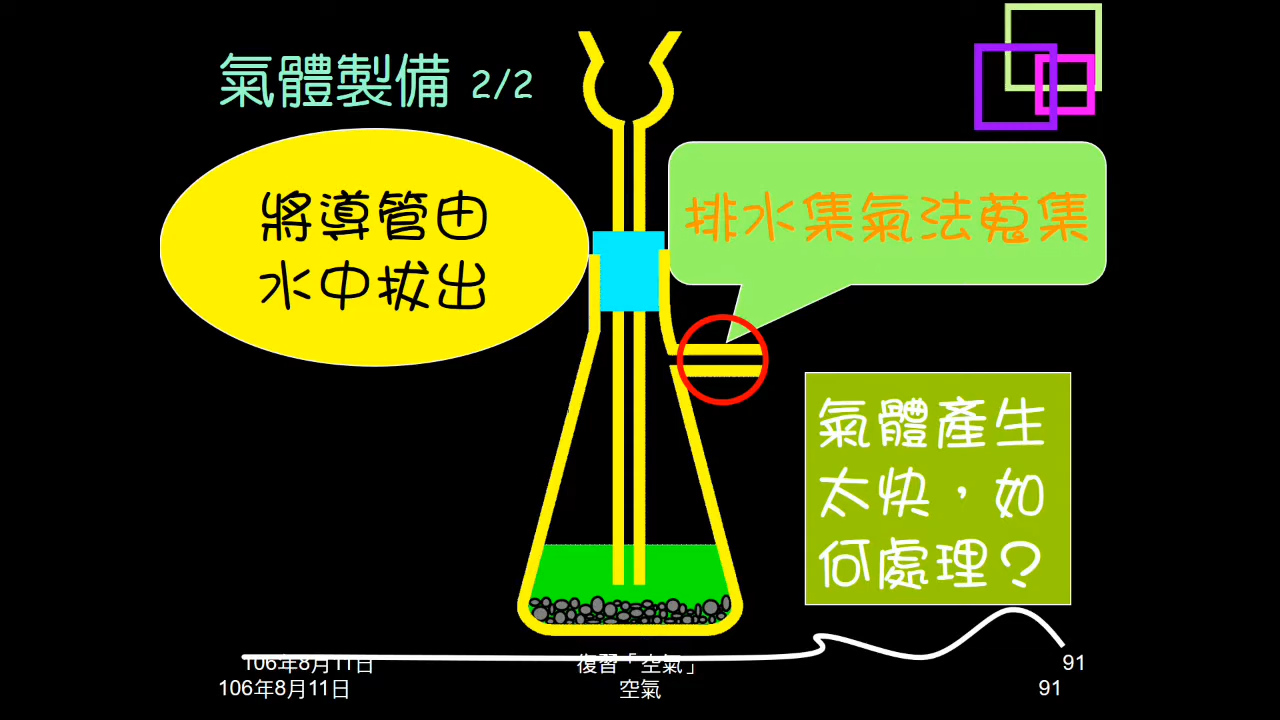 氣體製備 2/2
將導管由
水中拔出
排水集氣法蒐集
氣體產生
太快，如
何處理？
106年8月11日
復習「空氣」
91
106年8月11日
空氣
91